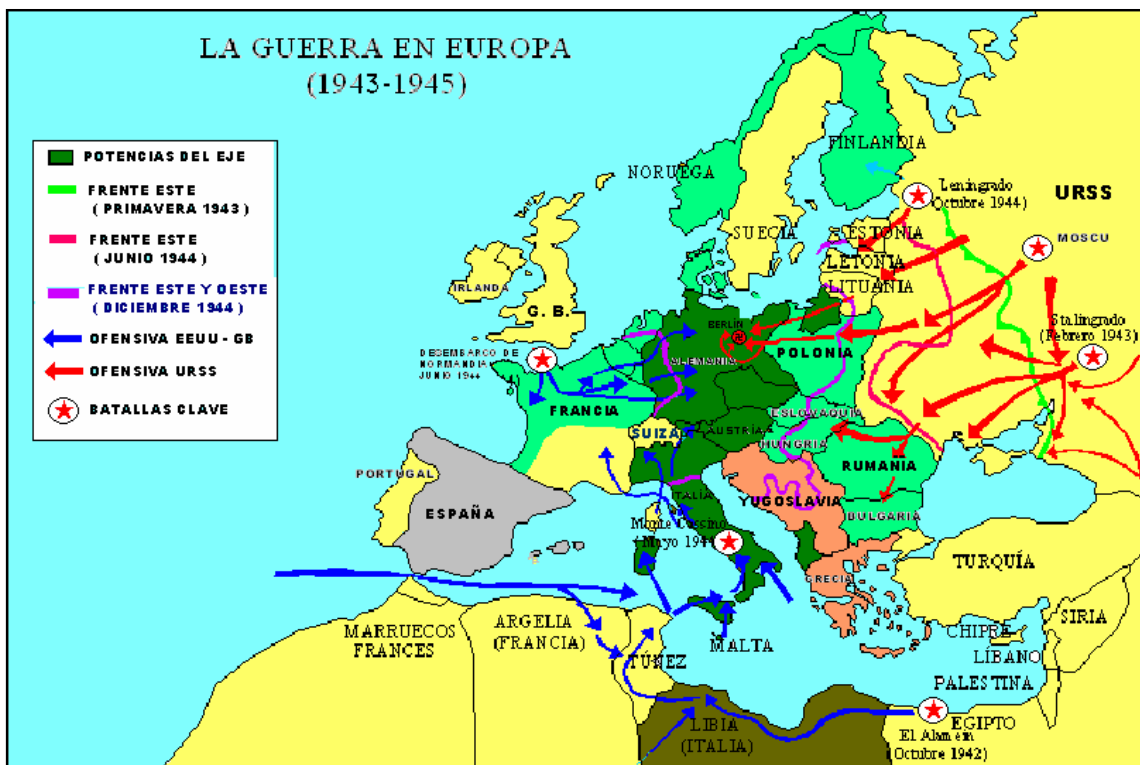 LA GUERRA EN EUROPA
(1943-1945)
POTENCIAS DEL EJE
FRENTE ESTE
( PRIMAVERA 1943 )
FRENTE ESTE
( JUNIO 1944 )
FRENTE ESTE Y OESTE
( DICIEMBRE 1944 )
OFENSIVA EEUU - GB
OFENSIVA URSS
BATALLAS CLAVE
FINLANDIA
NORUEGA
SUECIA
Leningrado
(Octubre 1944)
URSS
MOSCU
ESTONIA
LETONIA
LITUANIA
IRLANDA
G. B.
Stalingrado
(Febrero 1943)
BERLIN
DESEMBARCO DE
NORMANDIA
JUNIO 1944
ALEMANIA
POLONIA
FRANCIA
ESLOVAQUIA
SUIZA
AUSTRIA
HUNGRIA
RUMANIA
PORTUGAL
ESPAÑA
ITALIA
YUGOSLAVIA
BULGARIA
Monte Cassino
(Mayo 1944
GRECIA
TURQUÍA
MARRUECOS
FRANCES
ARGELIA
(FRANCIA)
TÚNEZ
MALTA
CHIPRE
SIRIA
LÍBANO
PALESTINA
LIBIA
(ITALIA)
EGIPTO
El Alamein
(Octubre 1942)